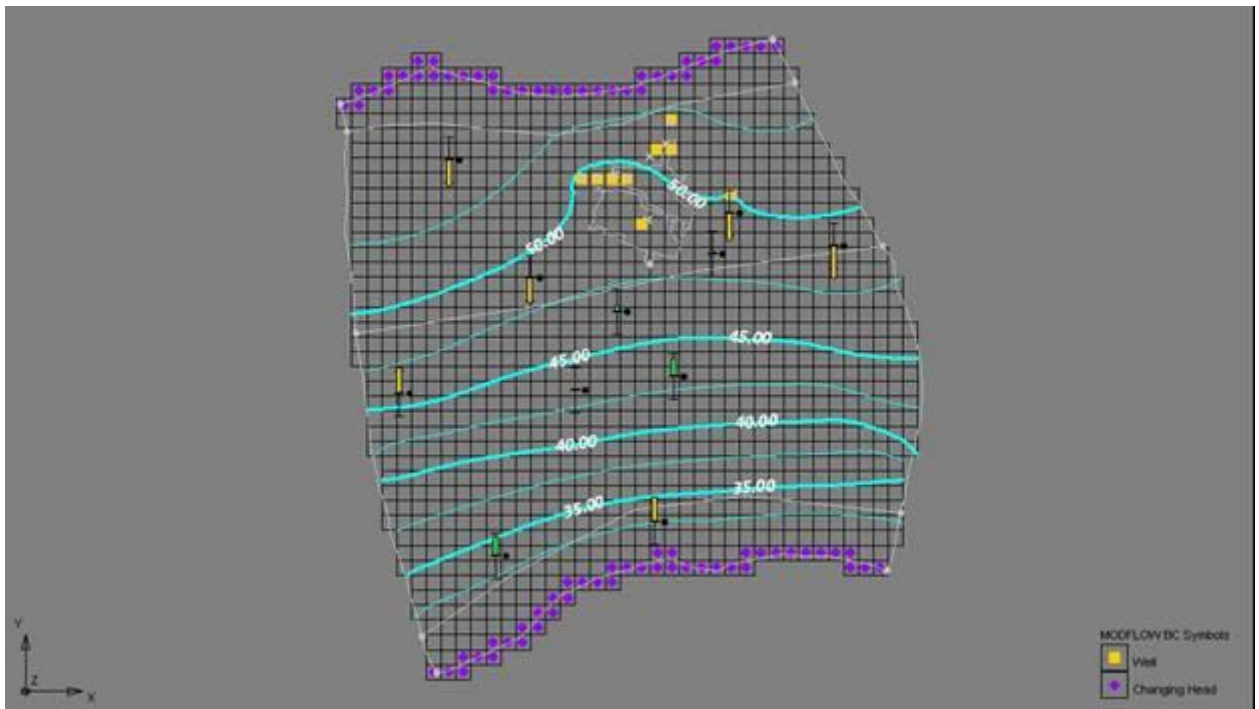 50.00
50.00
45.00
45.00
40.00
40.00
35.00
35.00
Y
Z
X
MODFLOW BC Symbols
Well
Changing Head